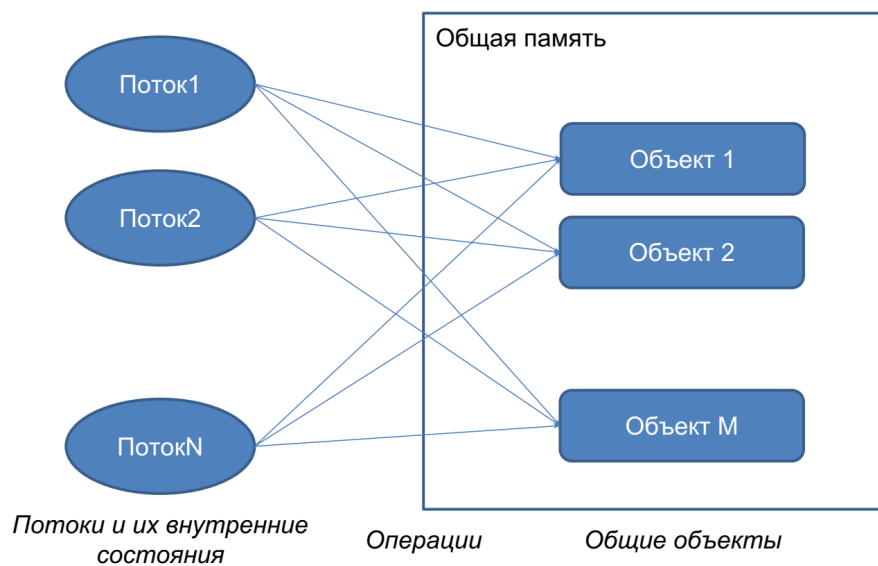 Общая память
Поток1
Объект 1
Поток2
Объект 2
ПотокN
Объект M
Потоки и их внутренние
состояния
Операции
Общие объекты